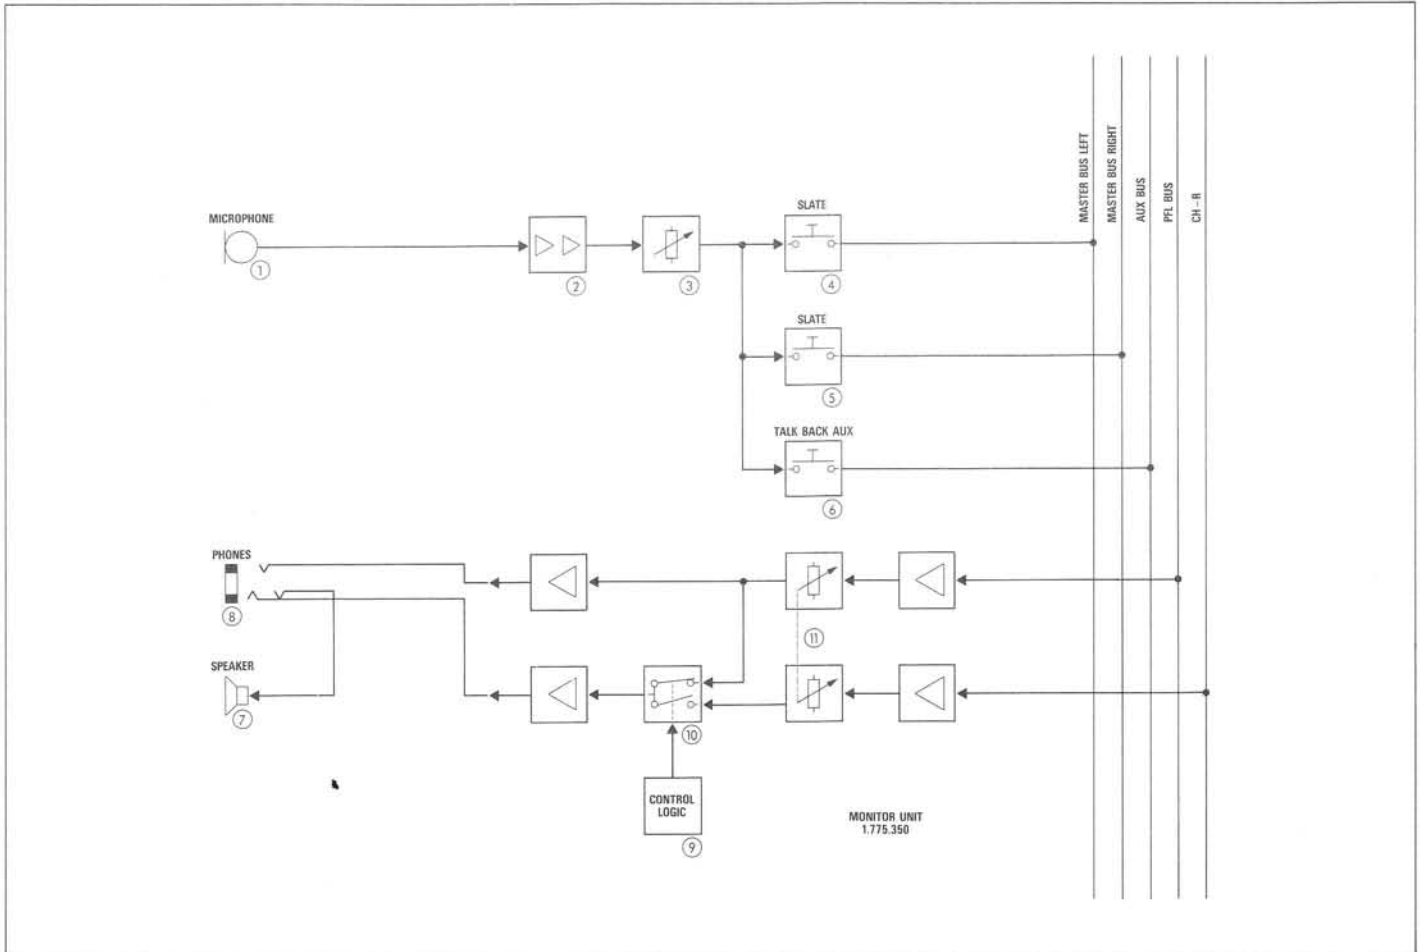 MASTER BUS LEFT
MASTER BUS RIGHT
AUX BUS
PFL BUS
CH - R
MICROPHONE
1
2
3
SLATE
4
SLATE
5
TALK BACK AUX
6
PHONES
8
11
SPEAKER
7
10
CONTROL
LOGIC
9
MONITOR UNIT
1.775.350